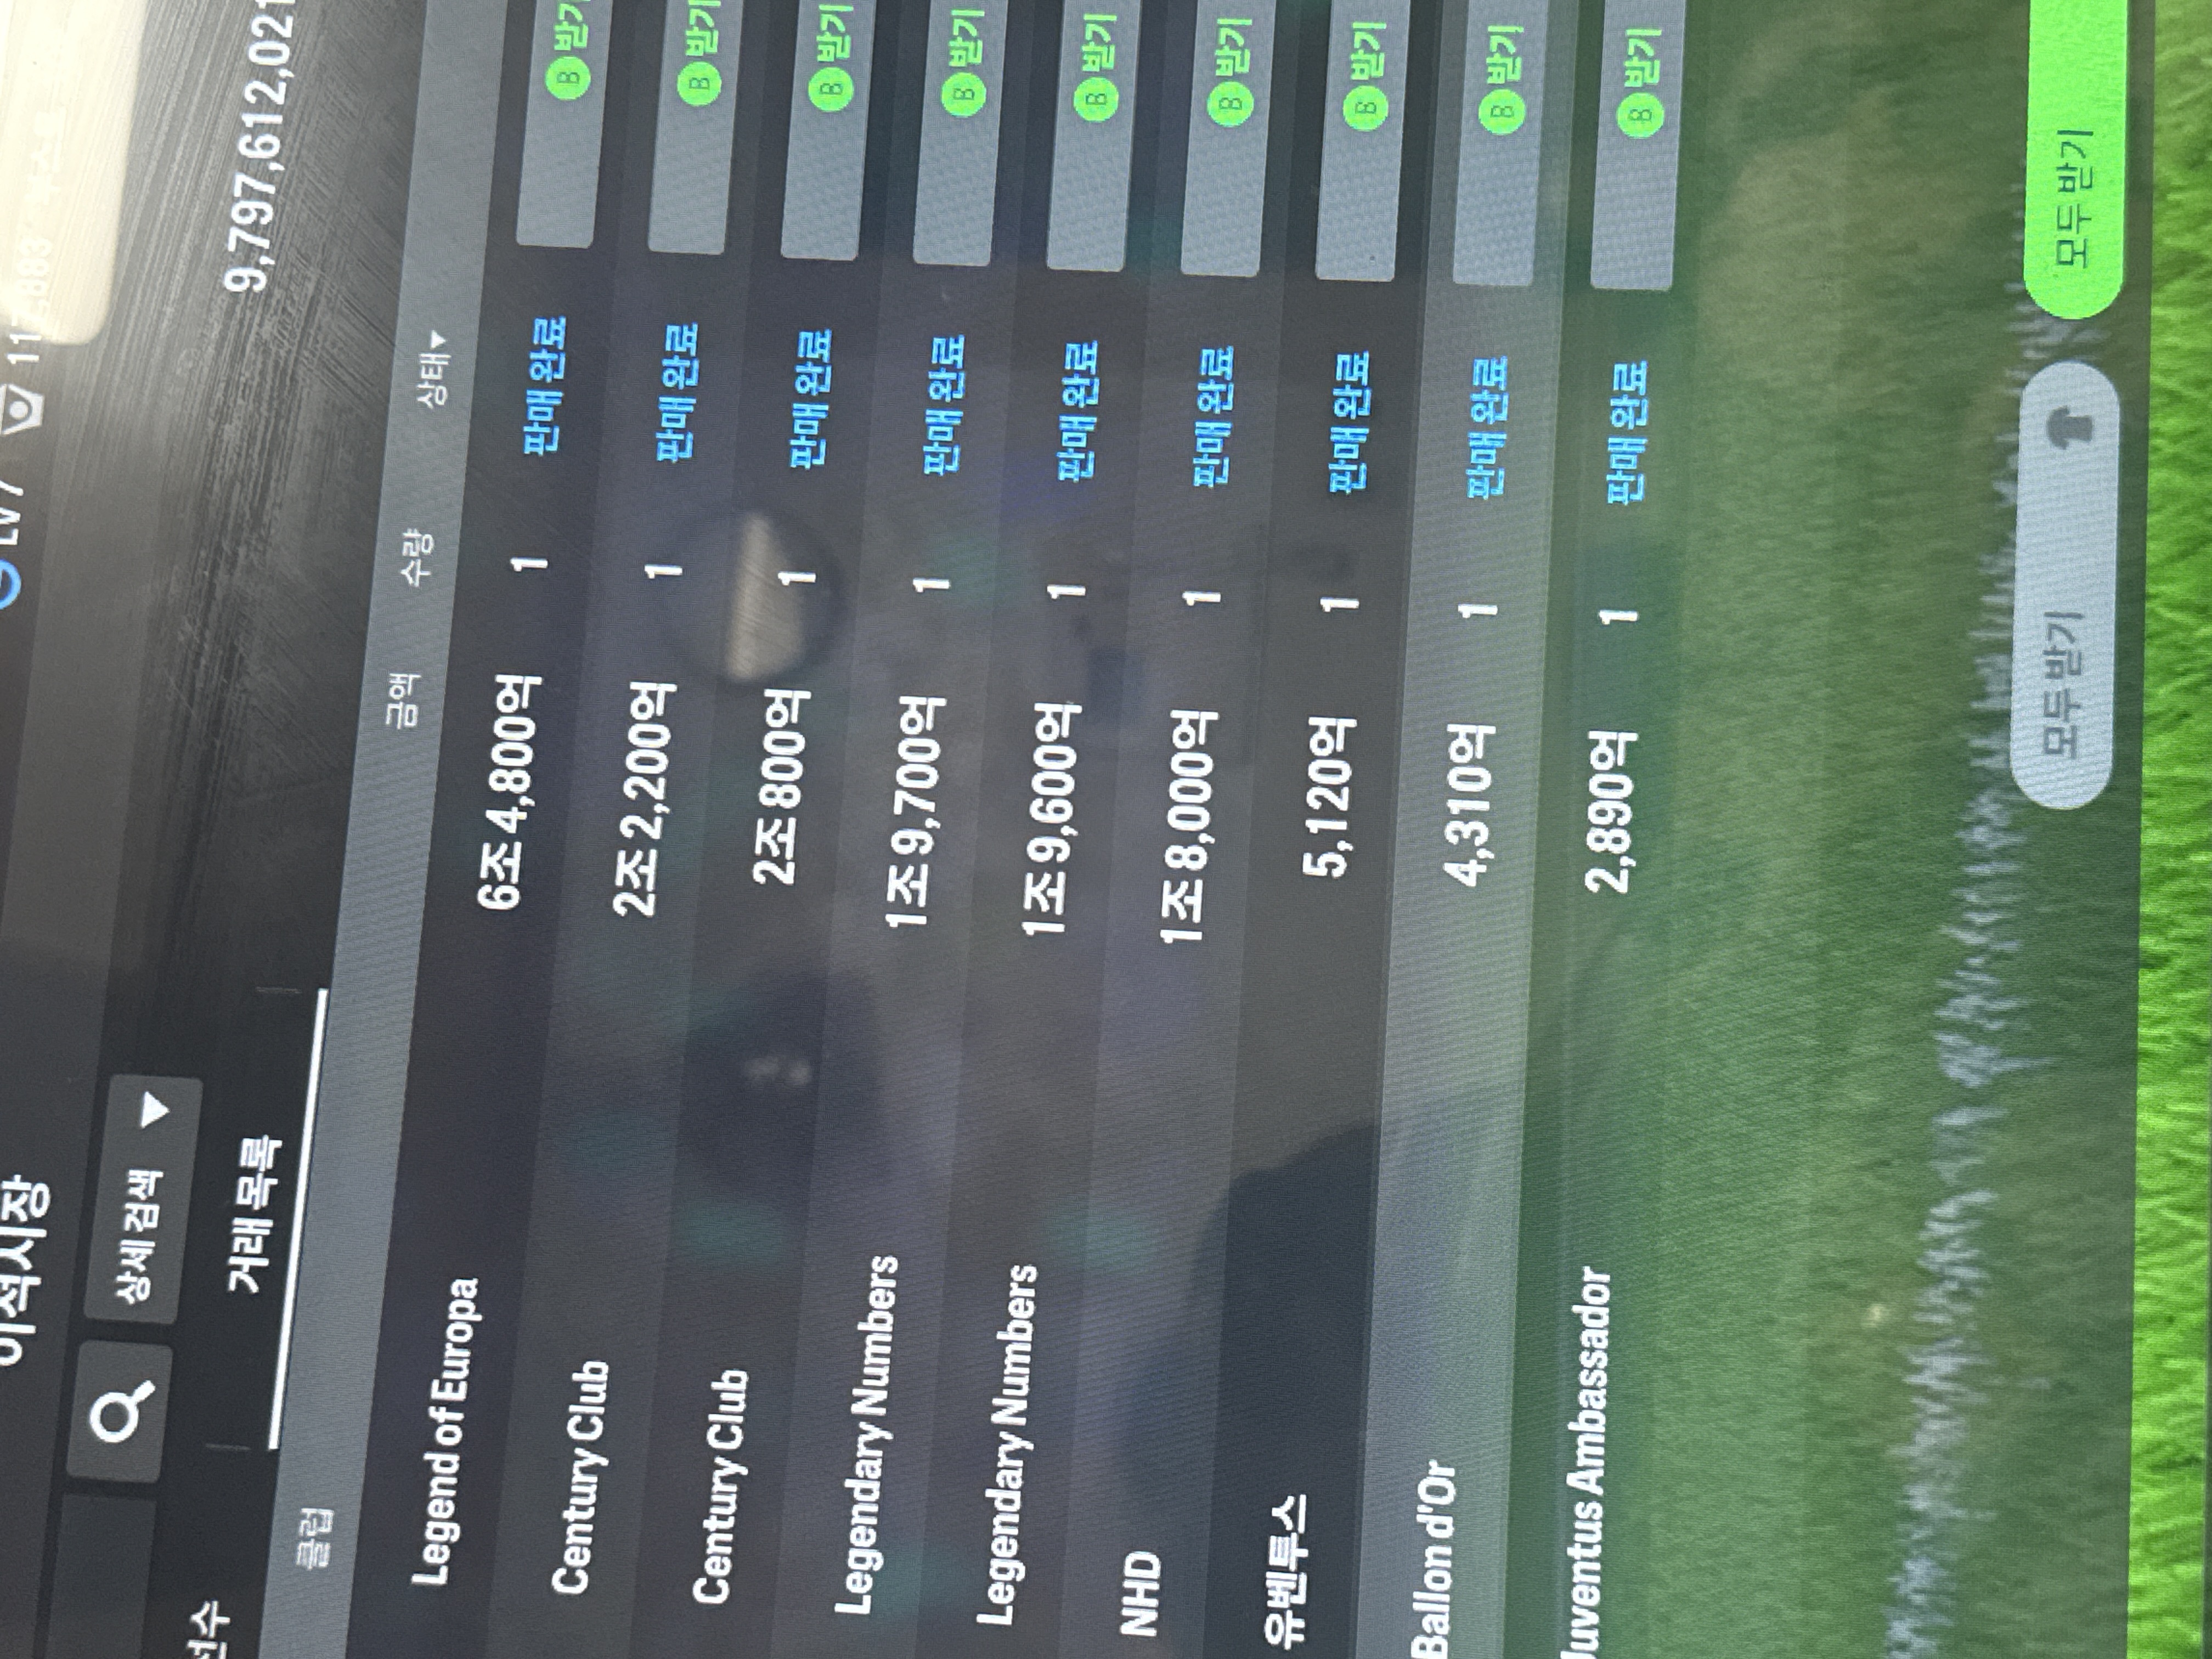 이적시장
LV 7 117,883
상세 검색
선수 거래 목록 9,797,612,021
클럽 금액 수량 상태
Legend of Europa 6조 4,800억 1 판매 완료 B 받기
Century Club 2조 2,200억 1 판매 완료 B 받기
Century Club 2조 800억 1 판매 완료 B 받기
Legendary Numbers 1조 9,700억 1 판매 완료 B 받기
Legendary Numbers 1조 9,600억 1 판매 완료 B 받기
NHD 1조 8,000억 1 판매 완료 B 받기
유벤투스 5,120억 1 판매 완료 B 받기
Ballon d'Or 4,310억 1 판매 완료 B 받기
Juventus Ambassador 2,890억 1 판매 완료 B 받기
모두 받기 모두 받기